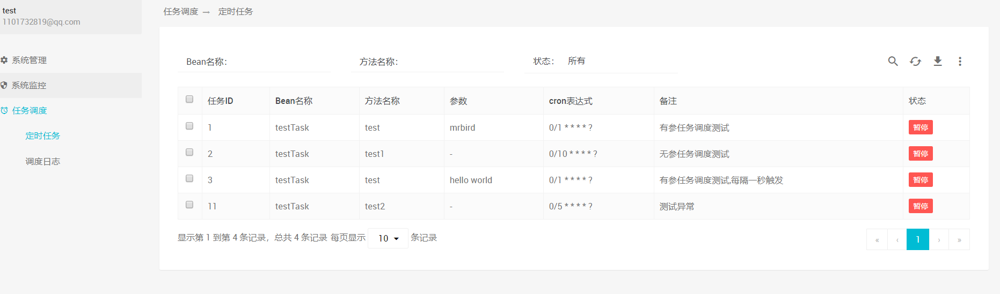 test
1101732819@qq.com
系统管理
系统监控
任务调度
定时任务
调度日志
任务调度 → 定时任务
Bean名称： 方法名称： 状态： 所有
任务ID Bean名称 方法名称 参数 cron表达式 备注 状态
1 testTask test mrbird 0/1 * * * * ? 有参任务调度测试 暂停
2 testTask test1 - 0/10 * * * * ? 无参任务调度测试 暂停
3 testTask test hello world 0/1 * * * * ? 有参任务调度测试,每隔一秒触发 暂停
11 testTask test2 - 0/5 * * * * ? 测试异常 暂停
显示第 1 到第 4 条记录，总共 4 条记录 每页显示 10 条记录 « ‹ 1 › »